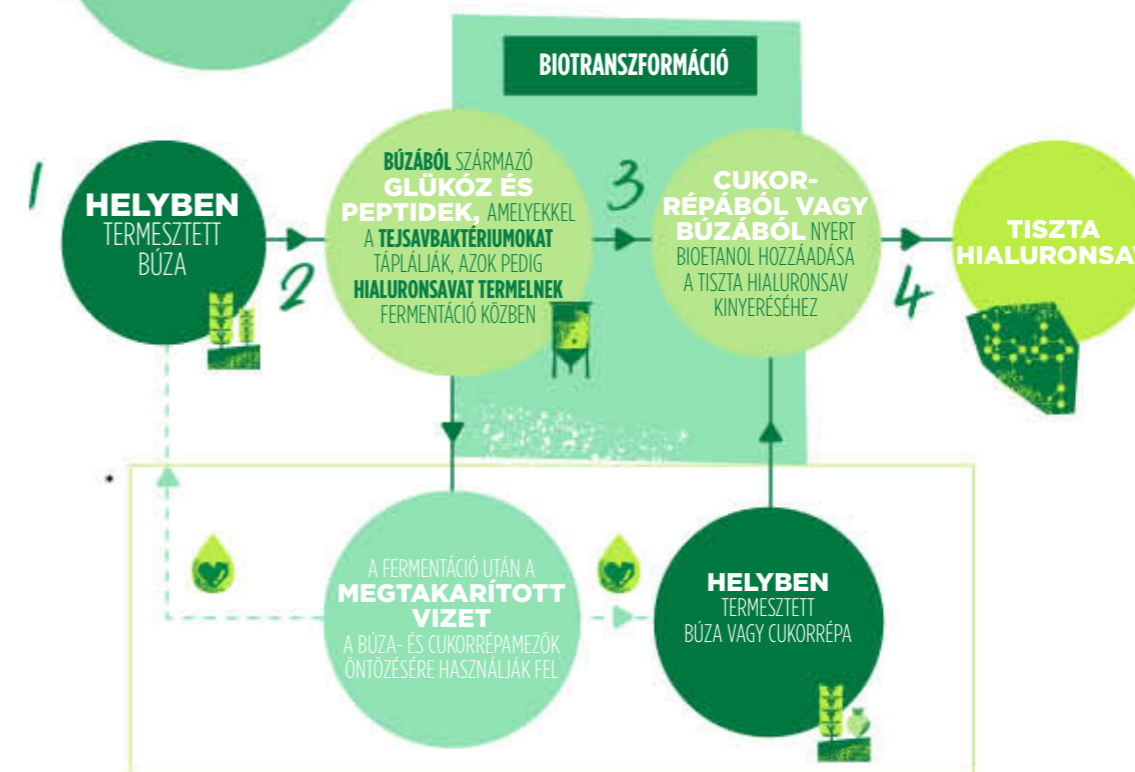 BIOTRANSZFORMÁCIÓ
1
HELYBEN
TERMESZTETT
BÚZA
2
BÚZÁBÓL SZÁRMAZÓ
GLÜKÓZ ÉS
PEPTIDEK, AMELYEKKEL
A TEJSAVBAKTÉRIUMOKAT
TÁPLÁLJÁK, AZOK PEDIG
HIALURONSAVAT TERMELNEK
FERMENTÁCIÓ KÖZBEN
3
CUKOR-
RÉPÁBÓL VAGY
BÚZÁBÓL NYERT
BIOETANOL HOZZÁADÁSA
A TISZTA HIALURONSAV
KINYERÉSÉHEZ
4
TISZTA
HIALURONSAV
A FERMENTÁCIÓ UTÁN A
MEGTAKARÍTOTT
VIZET
A BÚZA- ÉS CUKORRÉPAMEZŐK
ÖNTÖZÉSÉRE HASZNÁLJÁK FEL
HELYBEN
TERMESZTETT
BÚZA VAGY CUKORRÉPA